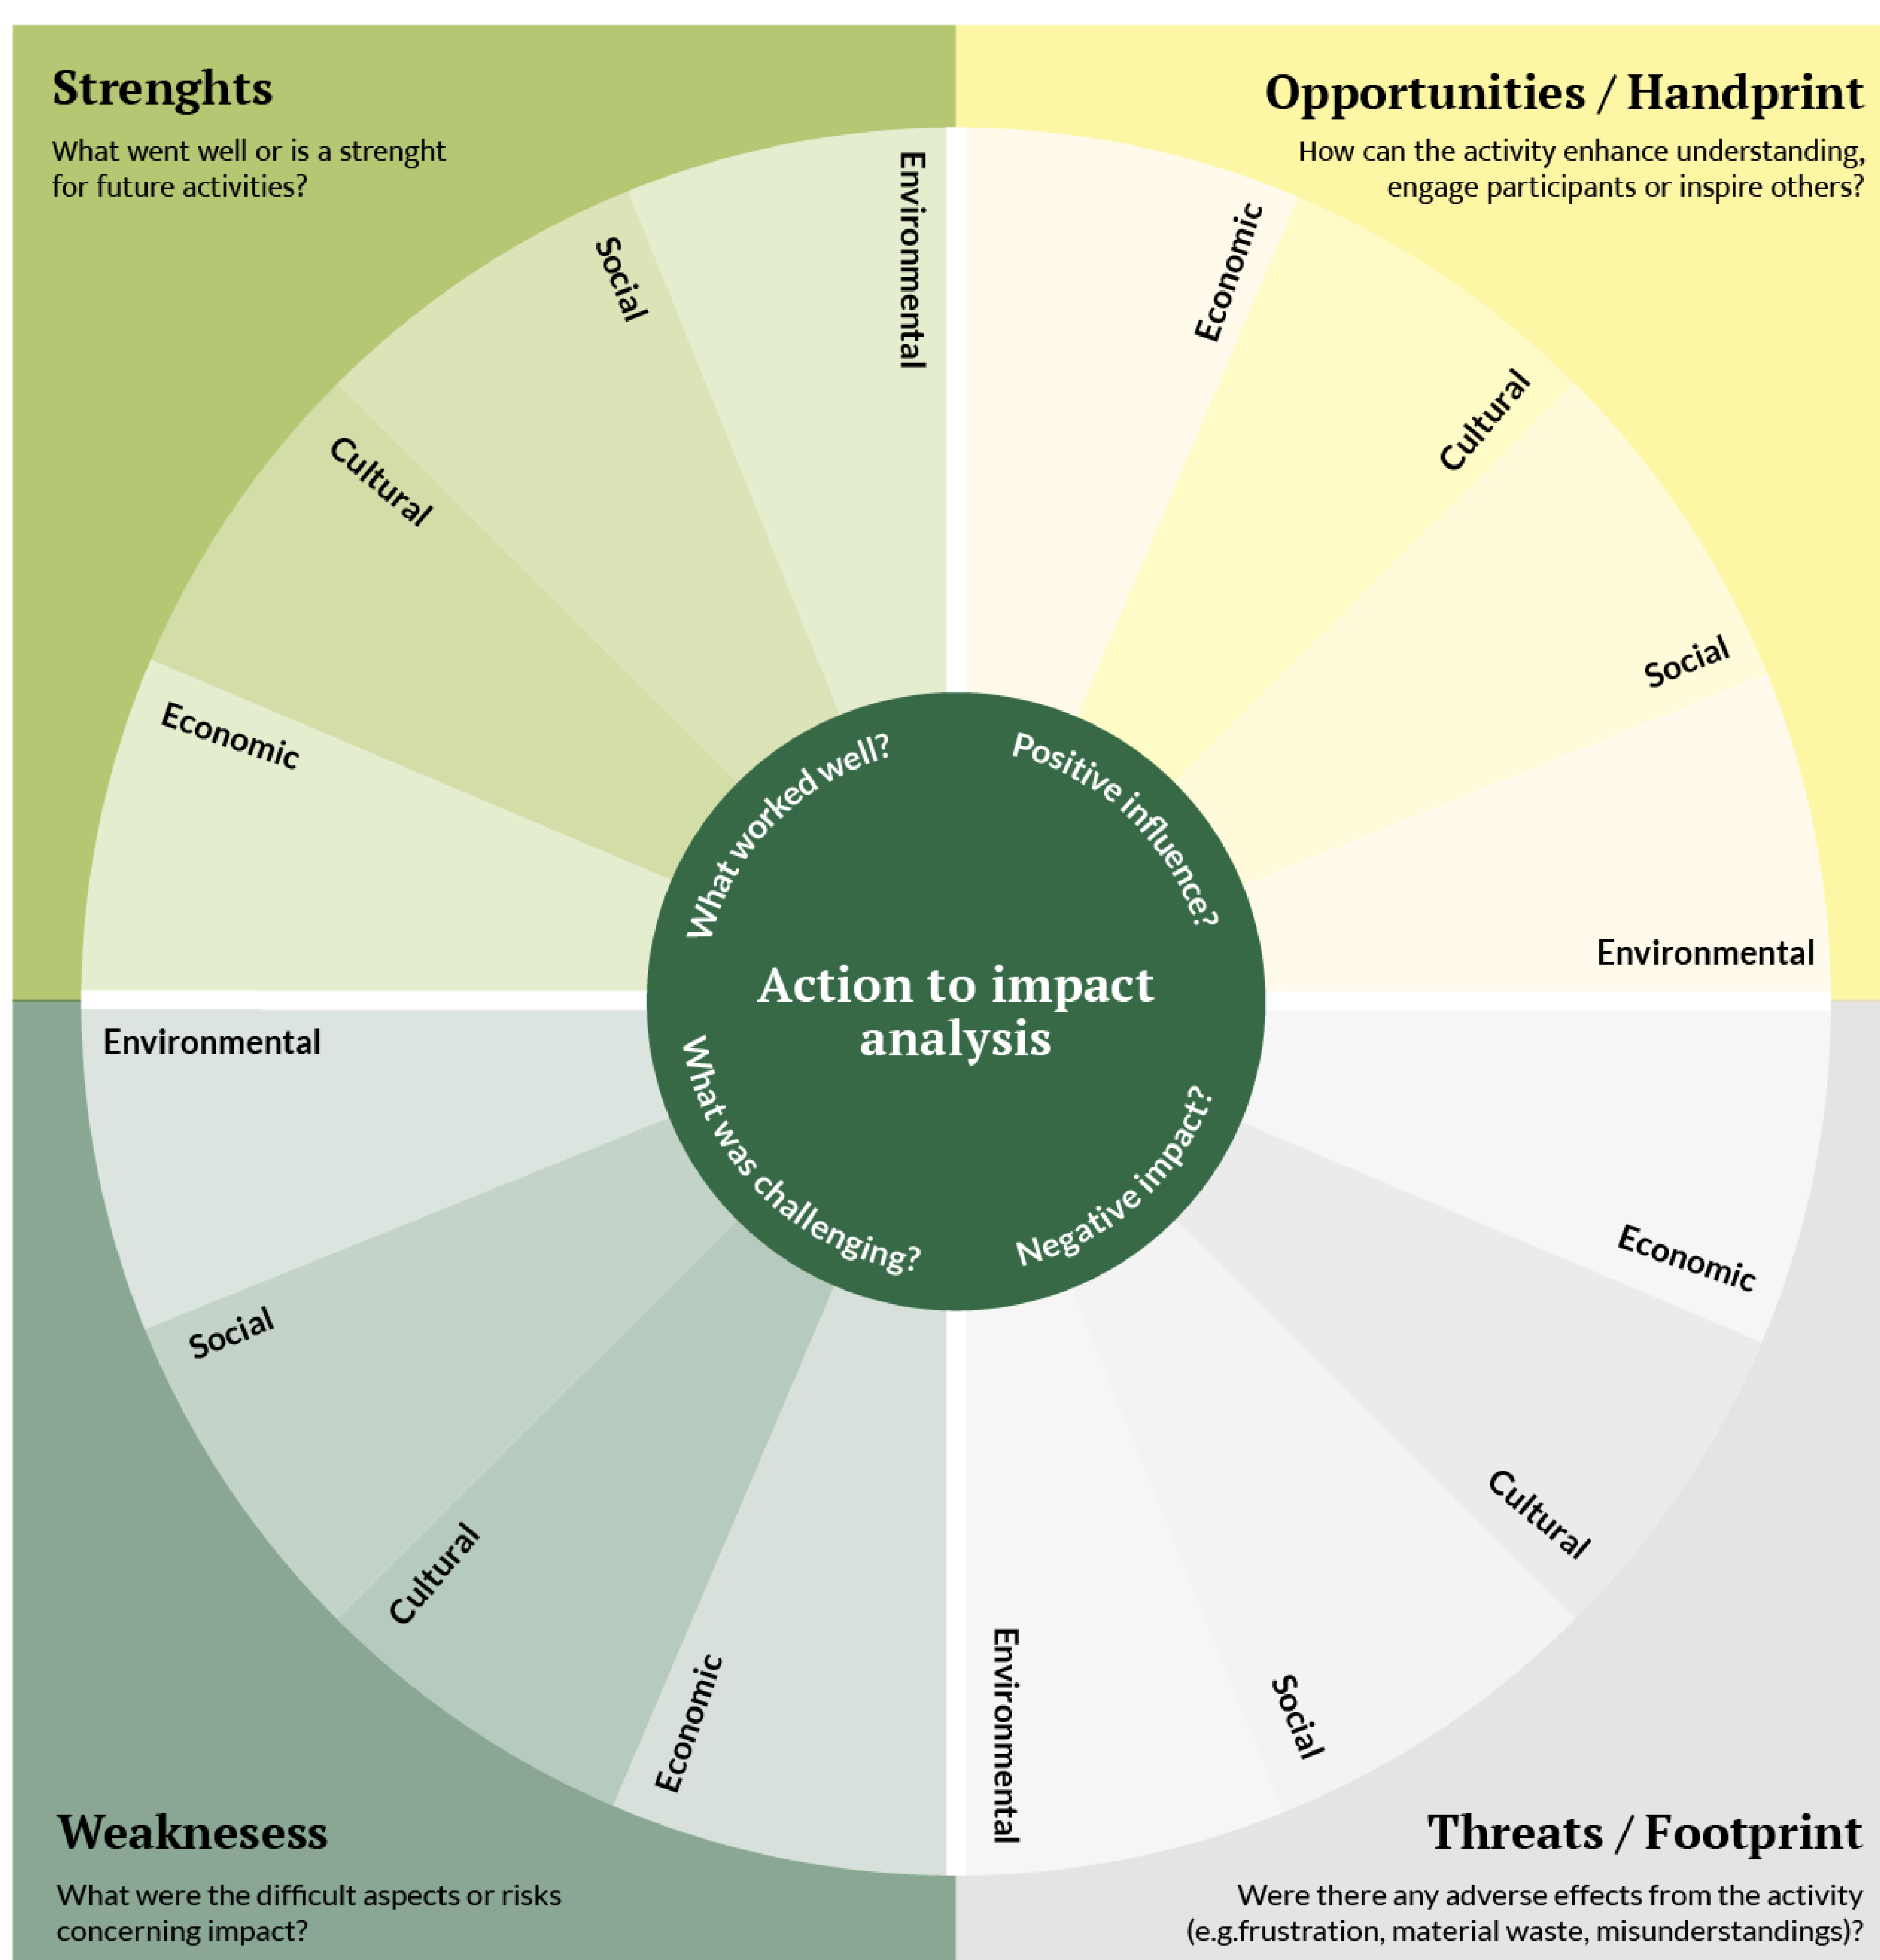 Strenghts
What went well or is a strenght
for future activities?
Opportunities / Handprint
How can the activity enhance understanding,
engage participants or inspire others?
Environmental
Social
Cultural
Economic
Economic
Cultural
Social
Environmental
What worked well?
Positive influence?
Action to impact
analysis
What was challenging?
Negative impact?
Environmental
Social
Cultural
Economic
Economic
Cultural
Social
Environmental
Weaknesess
What were the difficult aspects or risks
concerning impact?
Threats / Footprint
Were there any adverse effects from the activity
(e.g.frustration, material waste, misunderstandings)?